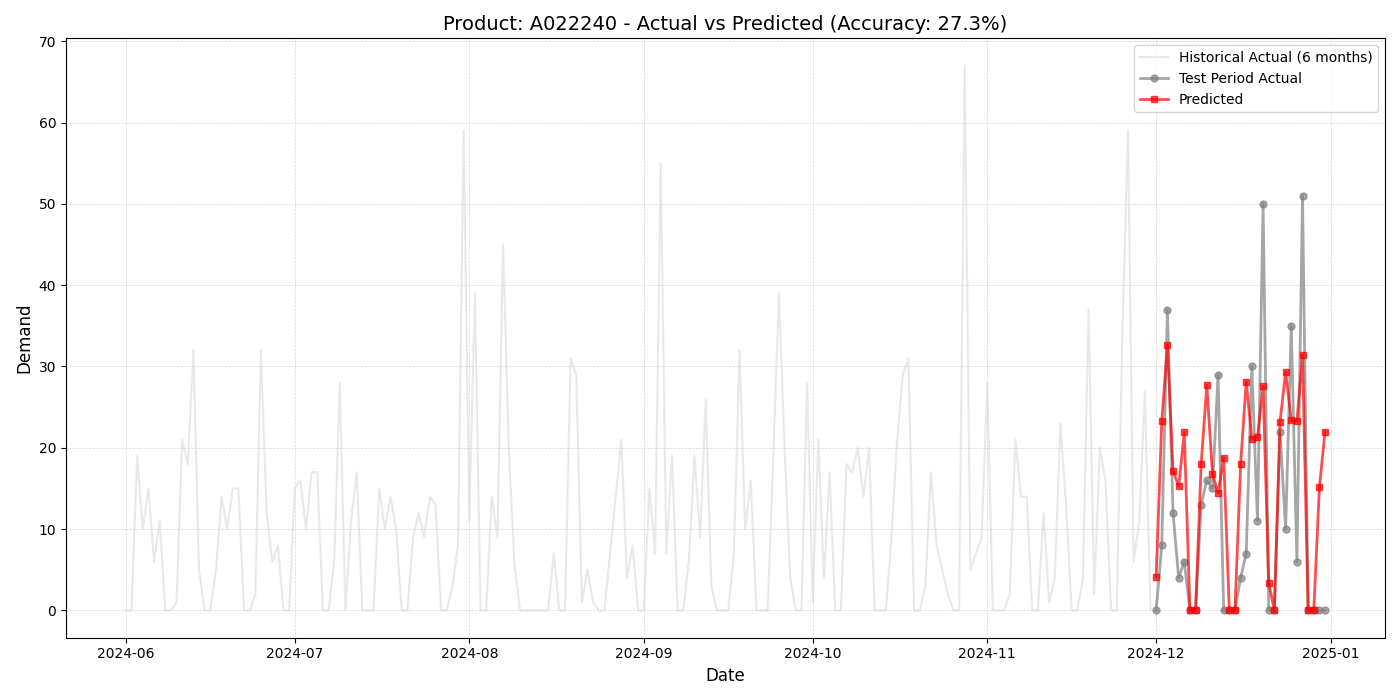 Product: A022240 - Actual vs Predicted (Accuracy: 27.3%)
Historical Actual (6 months)
Test Period Actual
Predicted
Demand
70
60
50
40
30
20
10
0
2024-06
2024-07
2024-08
2024-09
2024-10
2024-11
2024-12
2025-01
Date